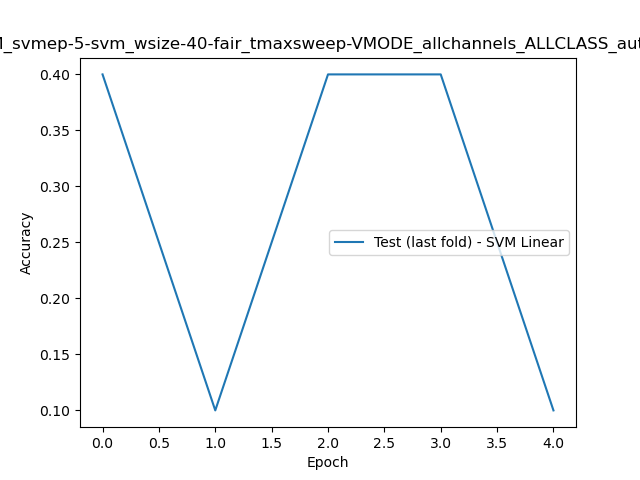 _svmep-5-svm_wsize-40-fair_tmaxsweep-VMODE_allchannels_ALLCLASS_aut
0.40
0.35
0.30
0.25
0.20
0.15
0.10
Accuracy
Test (last fold) - SVM Linear
0.0 0.5 1.0 1.5 2.0 2.5 3.0 3.5 4.0
Epoch